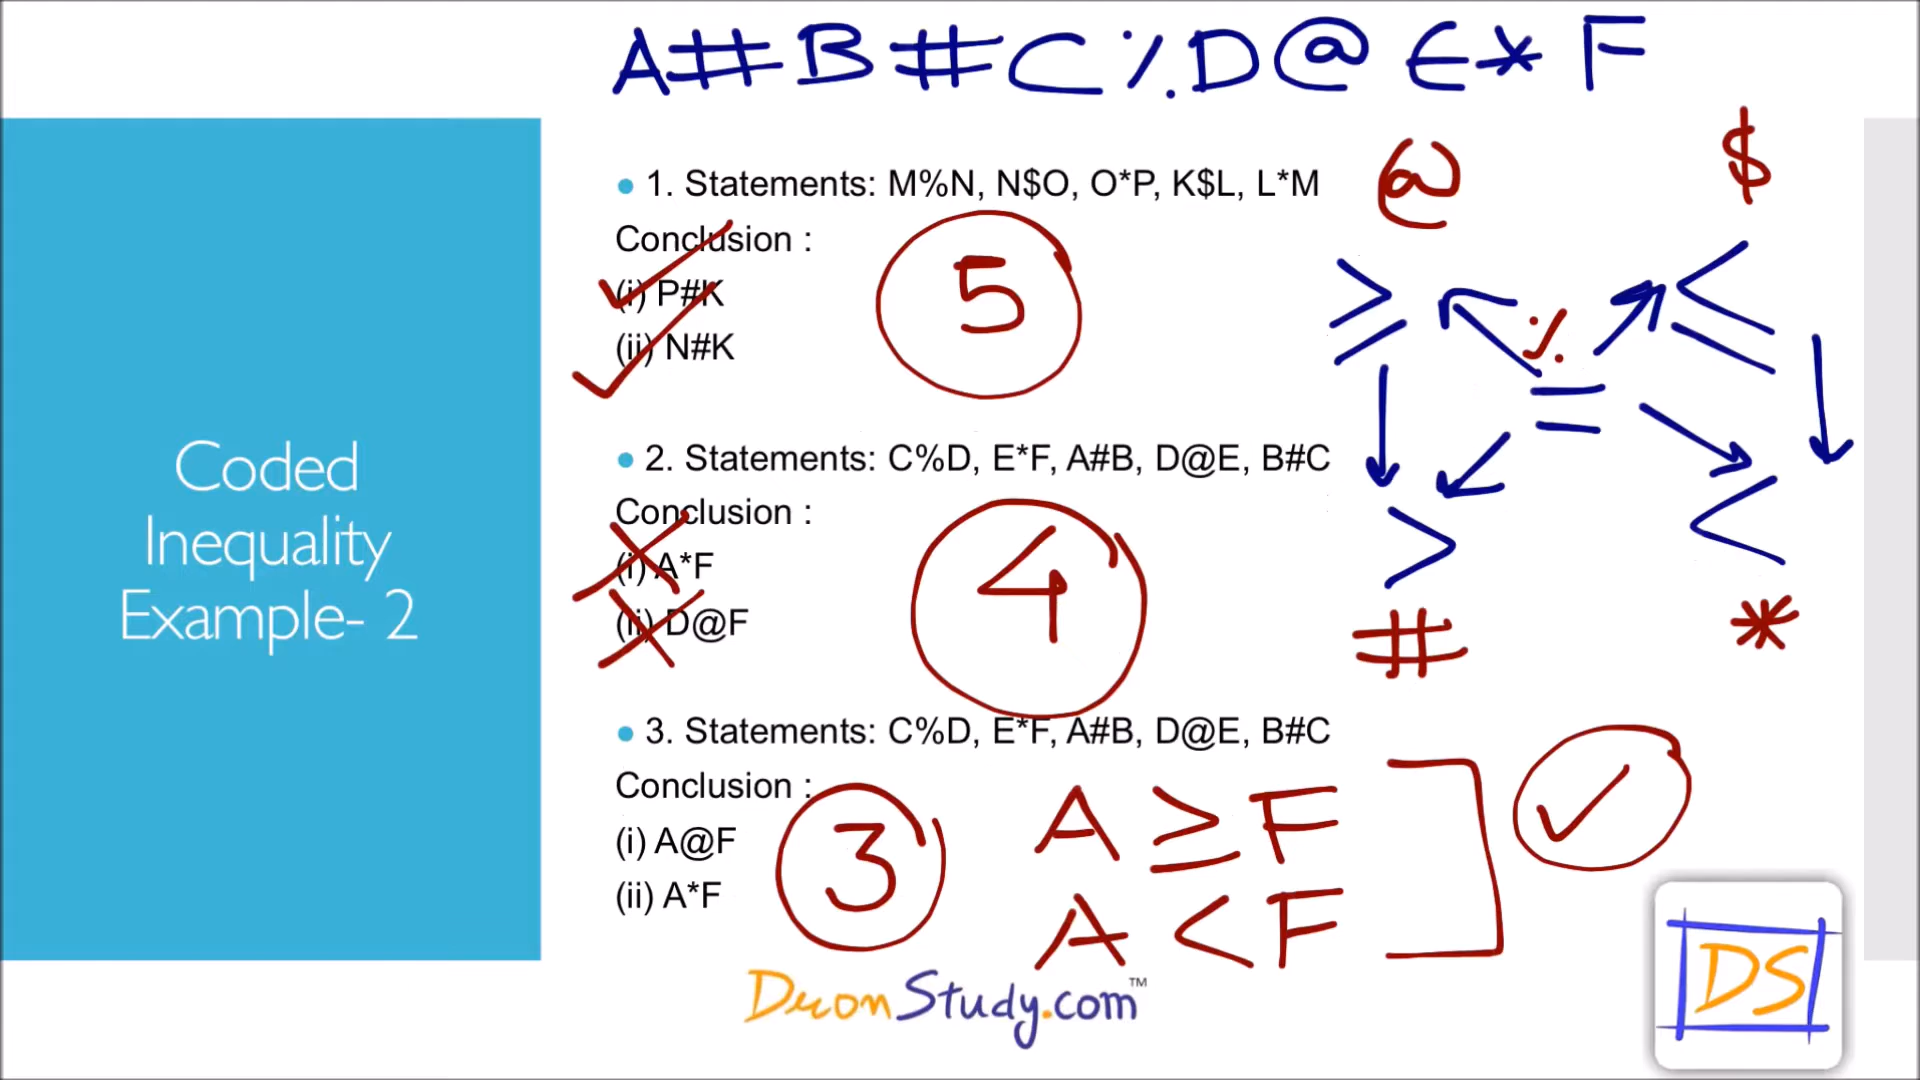 A # B # C % D @ E * F
Coded
Inequality
Example- 2
1. Statements: M%N, N$O, O*P, K$L, L*M
Conclusion :
(i) P#K
(ii) N#K
5
2. Statements: C%D, E*F, A#B, D@E, B#C
Conclusion :
(i) A*F
(ii) D@F
4
3. Statements: C%D, E*F, A#B, D@E, B#C
Conclusion :
(i) A@F
(ii) A*F
3
A ≥ F
A < F
@ $
≥ % ≤
=
> <
# *
DronStudy.com™
DS